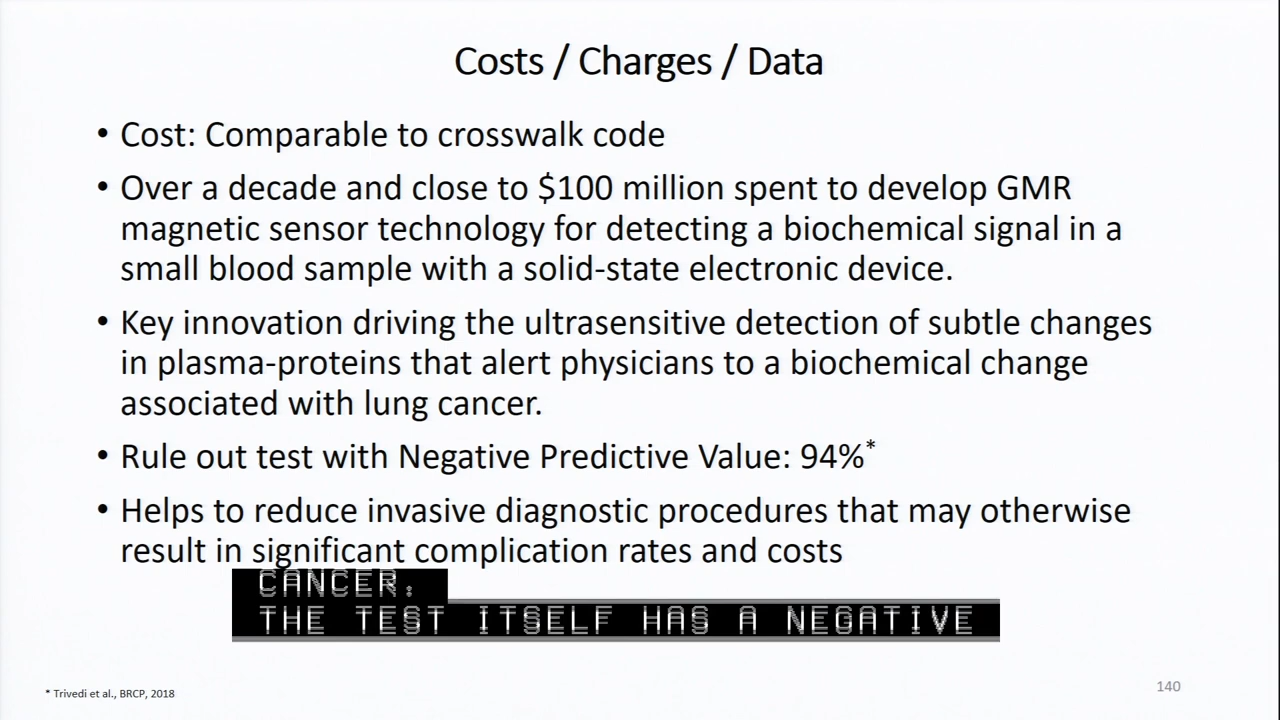 Costs / Charges / Data
• Cost: Comparable to crosswalk code
• Over a decade and close to $100 million spent to develop GMR
magnetic sensor technology for detecting a biochemical signal in a
small blood sample with a solid-state electronic device.
• Key innovation driving the ultrasensitive detection of subtle changes
in plasma-proteins that alert physicians to a biochemical change
associated with lung cancer.
• Rule out test with Negative Predictive Value: 94%*
• Helps to reduce invasive diagnostic procedures that may otherwise
result in significant complication rates and costs
CANCER.
THE TEST ITSELF HAS A NEGATIVE
* Trivedi et al., BRCP, 2018
140